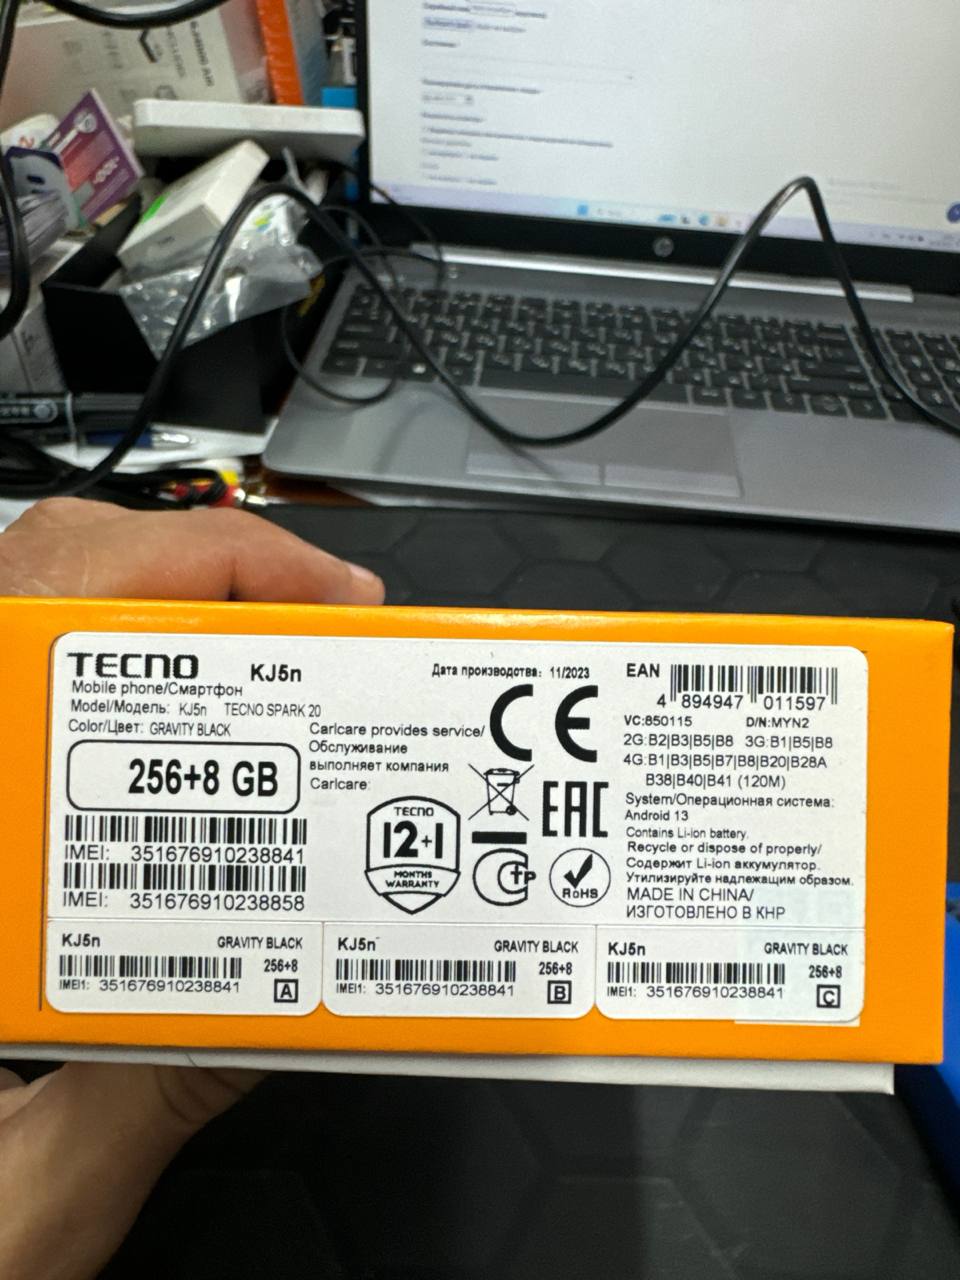 TECNO KJ5n
Mobile phone/Смартфон
Model/Модель: KJ5n TECNO SPARK 20
Color/Цвет: GRAVITY BLACK
256+8 GB
IMEI: 351676910238841
IMEI: 351676910238858
Дата производства: 11/2023
Carlcare provides service/
Обслуживание
выполняет компания
Carlcare:
CE
TECNO
12+1
MONTHS
WARRANTY
EAC
RoHS
EAN
4 894947 011597
VC:850115 D/N:MYN2
2G:B2|B3|B5|B8 3G:B1|B5|B8
4G:B1|B3|B5|B7|B8|B20|B28A
B38|B40|B41 (120M)
System/Операционная система:
Android 13
Contains Li-ion battery.
Recycle or dispose of properly/
Содержит Li-ion аккумулятор.
Утилизируйте надлежащим образом.
MADE IN CHINA/
ИЗГОТОВЛЕНО В КНР
KJ5n GRAVITY BLACK
256+8
IMEI1: 351676910238841 A
KJ5n GRAVITY BLACK
256+8
IMEI1: 351676910238841 B
KJ5n GRAVITY BLACK
256+8
IMEI1: 351676910238841 C